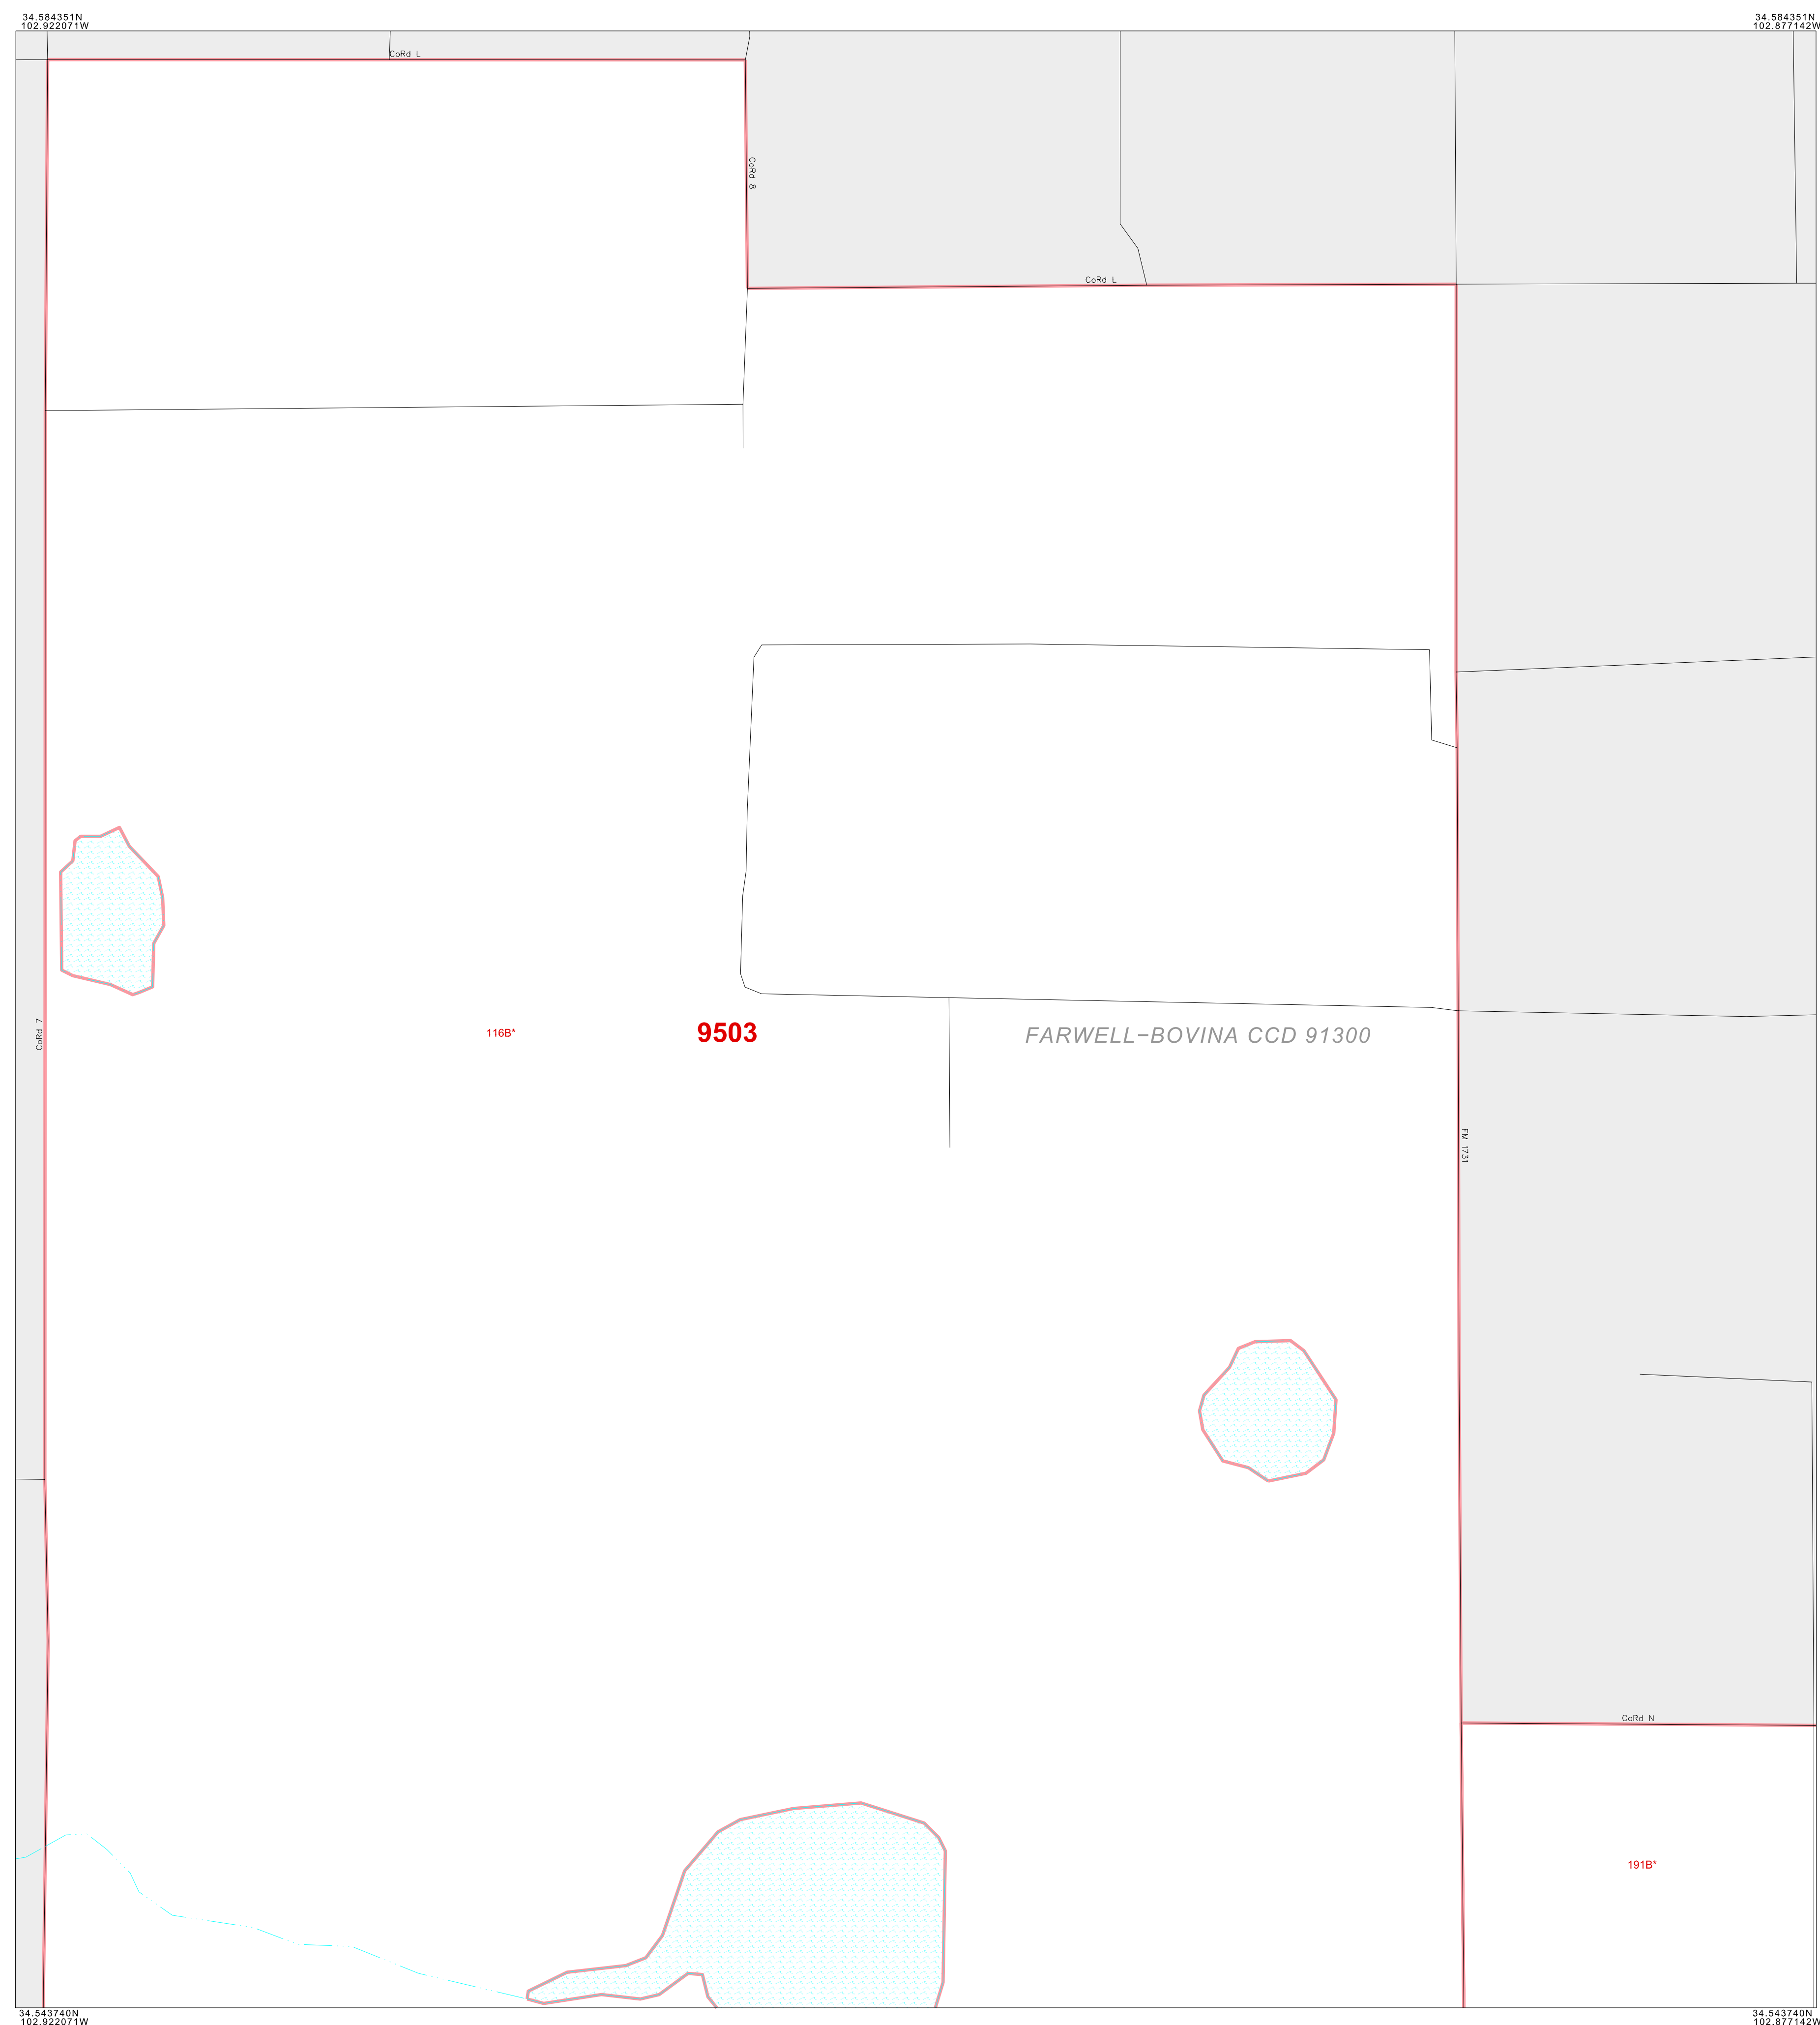 34.584351N
102.922071W
34.584351N
102.877142W
CoRd L
CoRd 8
CoRd L
CoRd 7
116B*
9503
FARWELL-BOVINA CCD 91300
FM 1731
CoRd N
191B*
34.543740N
102.922071W
34.543740N
102.877142W